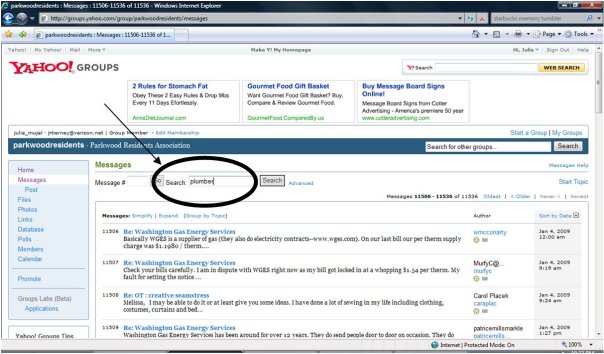 parkwoodresidents : Messages : 11506-11536 of 11536 - Windows Internet Explorer
http://groups.yahoo.com/group/parkwoodresidents/messages
starbucks memory tumbler
parkwoodresidents : Messages : 11506-11536 of 1...
Page
Tools
Yahoo! My Yahoo! Mail More
Make Y! My Homepage
Hi, Julia
Sign Out
Help
YAHOO! GROUPS
Search
WEB SEARCH
2 Rules for Stomach Fat
Obey These 2 Easy Rules & Drop 9lbs
Every 11 Days Effortlessly.
AnnsDietJournal.com
Gourmet Food Gift Basket
Want Gourmet Food Gift Basket? Buy,
Compare & Review Gourmet Food.
GourmetFood.ComparedBy.us
Buy Message Board Signs
Online!
Message Board Signs from Cotter
Advertising - America's premiere 50 year
www.cotteradvertising.com
julia_mujal - jrtierney@verizon.net | Group Member - Edit Membership
Start a Group | My Groups
parkwoodresidents · Parkwood Residents Association
Search for other groups...
Search
Home
Messages
Post
Files
Photos
Links
Database
Polls
Members
Calendar
Promote
Groups Labs (Beta)
Applications
Yahoo! Groups Tips
Messages
Messages Help
Message #
Go
Search:
plumber
Search
Advanced
Start Topic
Messages 11506 - 11536 of 11536 Oldest | < Older | Newer > | Newest
Messages: Simplify | Expand (Group by Topic)
Author
Sort by Date
11506 Re: Washington Gas Energy Services
Basically WGES is a supplier of gas (they also do electricity contracts--www.wges.com). On our last bill our per therm supply
charge was $1.1980 / therm....
wmcconahy
Jan 4, 2009
12:00 am
11507 Re: Washington Gas Energy Services
Check your bills carefully. I am in dispute with WGES right now as my bill got locked in at a whopping $1.54 per therm. My
fault for setting the notice ...
MurfyC@...
murfyc
Jan 4, 2009
9:19 am
11508 Re: OT : creative seamstress
Melissa, I may be able to do it or at least give you some ideas. I have done a lot of sewing in my life including clothing,
costumes, curtains and bed...
Carol Placek
caraplac
Jan 4, 2009
9:24 am
11509 Re: Washington Gas Energy Services
Washington Gas Energy Services has been around for over 12 years. They do send people door to door on occasion. They do
patricemillsmarkle
patricemills
Jan 4, 2009
1:27 pm
Internet | Protected Mode: On
100%